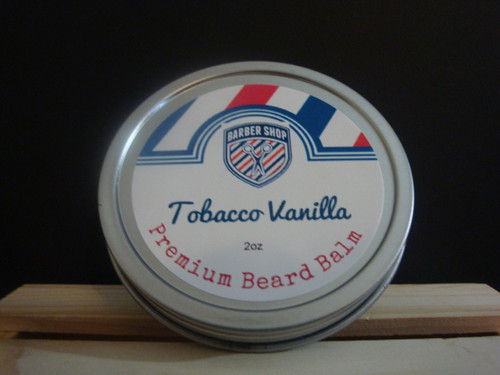 BARBER SHOP
Tobacco Vanilla
2oz
Premium Beard Balm